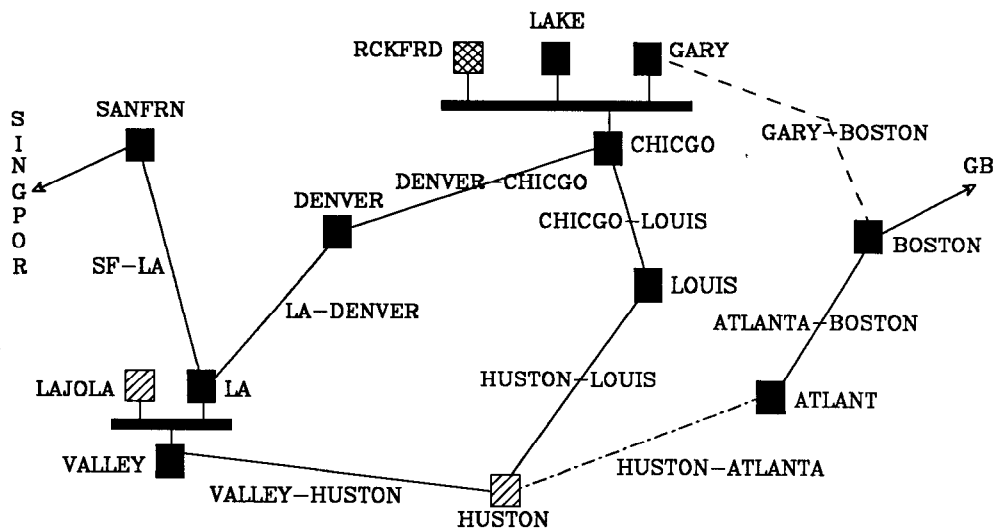 LAKE
RCKFRD
GARY
SANFRN
SINGPOR
CHICGO
GARY-BOSTON
GB
DENVER-CHICGO
DENVER
CHICGO-LOUIS
BOSTON
SF-LA
LOUIS
LA-DENVER
ATLANTA-BOSTON
LAJOLA
LA
HUSTON-LOUIS
ATLANT
VALLEY
HUSTON-ATLANTA
VALLEY-HUSTON
HUSTON